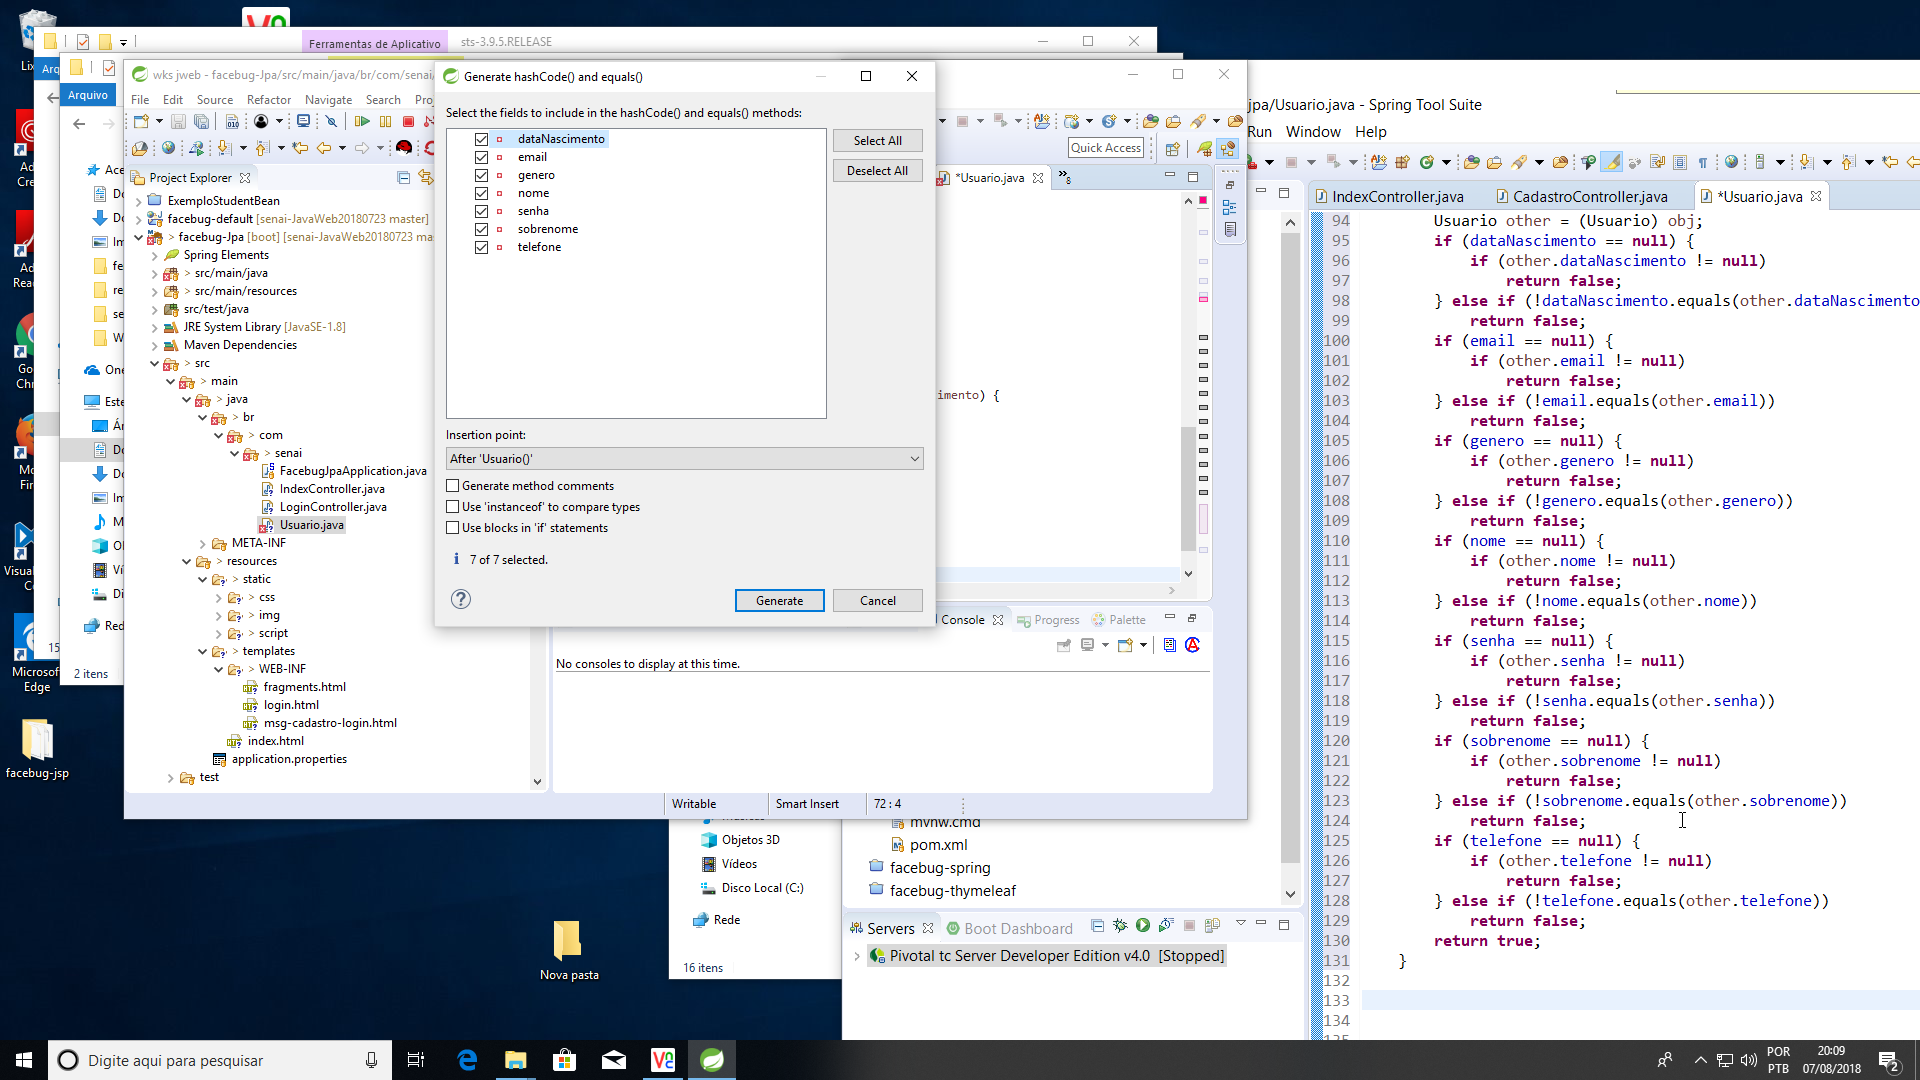 Ferramentas de Aplicativo
sts-3.9.5.RELEASE
Arquivo
wks jweb - facebug-Jpa/src/main/java/br/com/senai/
File Edit Source Refactor Navigate Search
Quick Access
Project Explorer
ExemploStudentBean
facebug-default [senai-JavaWeb20180723 master]
> facebug-Jpa [boot] [senai-JavaWeb20180723 ma
Spring Elements
> src/main/java
> src/main/resources
src/test/java
JRE System Library [JavaSE-1.8]
Maven Dependencies
> src
> main
> java
> br
> com
> senai
FacebugJpaApplication.java
IndexController.java
LoginController.java
Usuario.java
META-INF
> resources
> static
> css
> img
> script
> templates
> WEB-INF
fragments.html
login.html
msg-cadastro-login.html
index.html
application.properties
test
Generate hashCode() and equals()
Select the fields to include in the hashCode() and equals() methods:
dataNascimento
email
genero
nome
senha
sobrenome
telefone
Select All
Deselect All
Insertion point:
After 'Usuario()'
Generate method comments
Use 'instanceof' to compare types
Use blocks in 'if' statements
i 7 of 7 selected.
? Generate Cancel
*Usuario.java
»8
imento) {
Console Progress Palette
No consoles to display at this time.
Writable Smart Insert 72 : 4
jpa/Usuario.java - Spring Tool Suite
Run Window Help
IndexController.java CadastroController.java *Usuario.java
94 Usuario other = (Usuario) obj;
95 if (dataNascimento == null) {
96 if (other.dataNascimento != null)
97 return false;
98 } else if (!dataNascimento.equals(other.dataNascimento
99 return false;
100 if (email == null) {
101 if (other.email != null)
102 return false;
103 } else if (!email.equals(other.email))
104 return false;
105 if (genero == null) {
106 if (other.genero != null)
107 return false;
108 } else if (!genero.equals(other.genero))
109 return false;
110 if (nome == null) {
111 if (other.nome != null)
112 return false;
113 } else if (!nome.equals(other.nome))
114 return false;
115 if (senha == null) {
116 if (other.senha != null)
117 return false;
118 } else if (!senha.equals(other.senha))
119 return false;
120 if (sobrenome == null) {
121 if (other.sobrenome != null)
122 return false;
123 } else if (!sobrenome.equals(other.sobrenome))
124 return false;
125 if (telefone == null) {
126 if (other.telefone != null)
127 return false;
128 } else if (!telefone.equals(other.telefone))
129 return false;
130 return true;
131 }
132
133
134
mvnw.cmd
pom.xml
facebug-spring
facebug-thymeleaf
Servers Boot Dashboard
Pivotal tc Server Developer Edition v4.0 [Stopped]
Objetos 3D
Vídeos
Disco Local (C:)
Rede
16 itens
2 itens
Microsoft
Edge
facebug-jsp
Nova pasta
Digite aqui para pesquisar
POR
PTB
20:09
07/08/2018
2